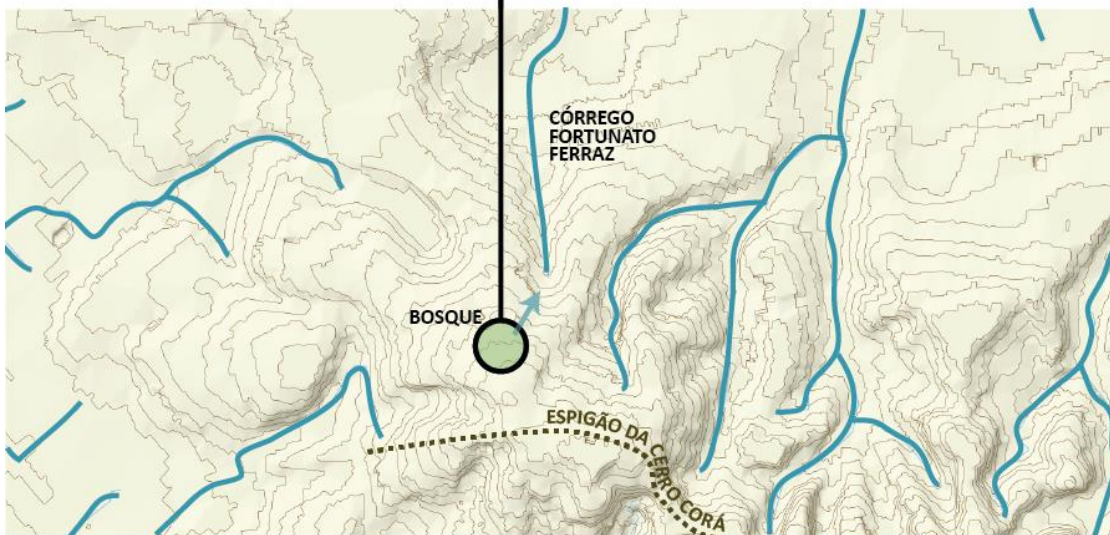 CÓRREGO
FORTUNATO
FERRAZ
BOSQUE
ESPIGÃO DA CERRO CORÁ